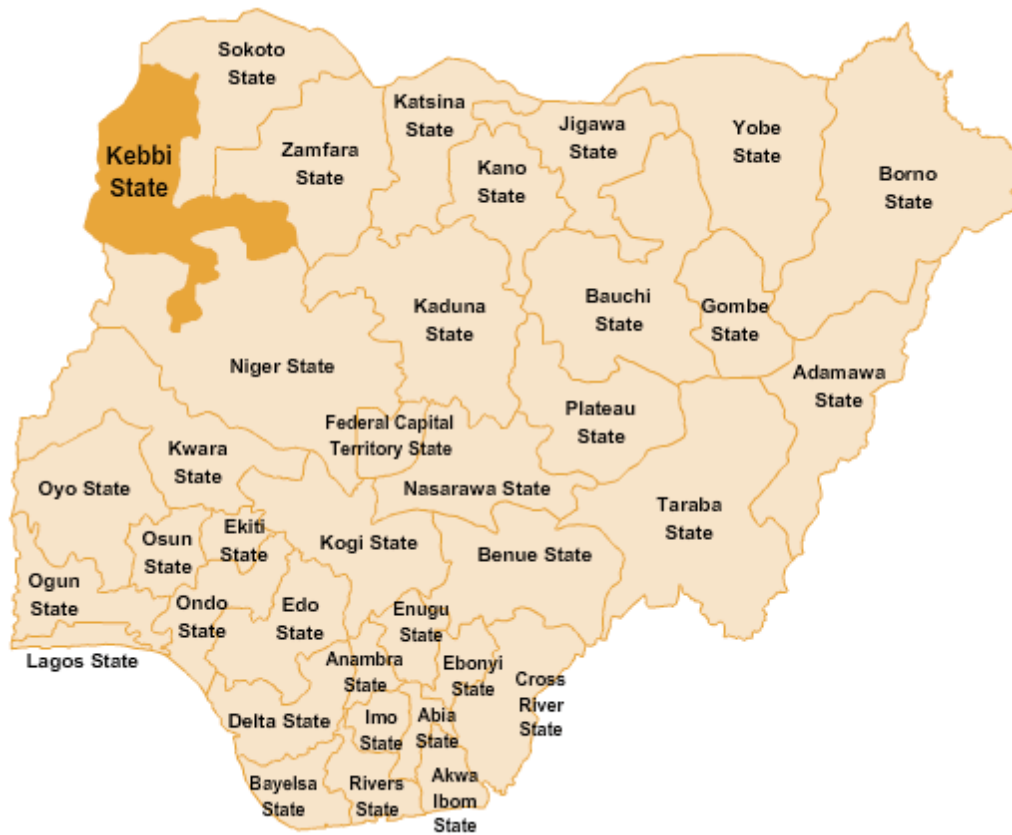 Sokoto
State
Katsina
State
Jigawa
State
Yobe
State
Kebbi
State
Zamfara
State
Kano
State
Borno
State
Kaduna
State
Bauchi
State
Gombe
State
Niger State
Adamawa
State
Federal Capital
Territory State
Plateau
State
Kwara
State
Oyo State
Nasarawa State
Taraba
State
Osun
State
Ekiti
State
Kogi State
Benue State
Ogun
State
Ondo
State
Edo
State
Enugu
State
Lagos State
Anambra
State
Ebonyi
State
Cross
River
State
Delta State
Imo
State
Abia
State
Bayelsa
State
Rivers
State
Akwa
Ibom
State